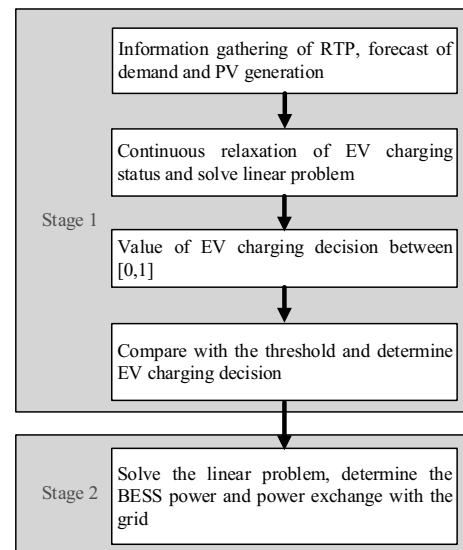 Information gathering of RTP, forecast of
demand and PV generation
Continuous relaxation of EV charging
status and solve linear problem
Stage 1
Value of EV charging decision between
[0,1]
Compare with the threshold and determine
EV charging decision
Solve the linear problem, determine the
Stage 2
BESS power and power exchange with the
grid